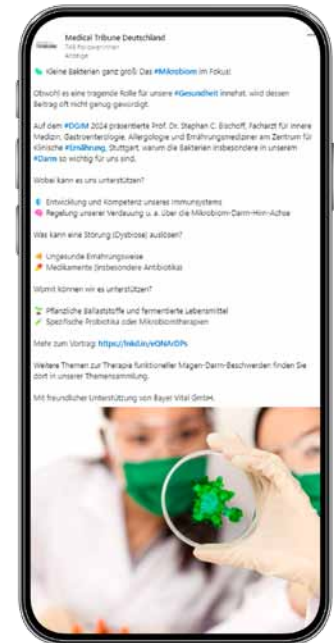 Medical Tribune Deutschland
Anzeige
Kleine Bakterien ganz groß: Das #Mikrobiom im Fokus!
Obwohl es eine tragende Rolle für unsere #Gesundheit innehat, wird dessen
Beitrag oft nicht genug gewürdigt.
Auf dem #DGIM 2024 präsentierte Prof. Dr. Stephan C. Bischoff, Facharzt für Innere
Medizin, Gastroenterologie, Allergologie und Ernährungsmediziner am Zentrum für
Klinische #Ernährung, Stuttgart, warum die Bakterien insbesondere in unserem
#Darm so wichtig für uns sind.
Wobei kann es uns unterstützen?
Entwicklung und Kompetenz unseres Immunsystems
Regelung unserer Verdauung u. a. über die Mikrobiom-Darm-Hirn-Achse
Was kann eine Störung (Dysbiose) auslösen?
Ungesunde Ernährungsweise
Medikamente (insbesondere Antibiotika)
Womit können wir es unterstützen?
Pflanzliche Ballaststoffe und fermentierte Lebensmittel
Spezifische Probiotika oder Mikrobiomtherapien
Mehr zum Vortrag:
Weitere Themen zur Therapie funktioneller Magen-Darm-Beschwerden finden Sie
dort in unserer Themensammlung.
Mit freundlicher Unterstützung von Bayer Vital GmbH.